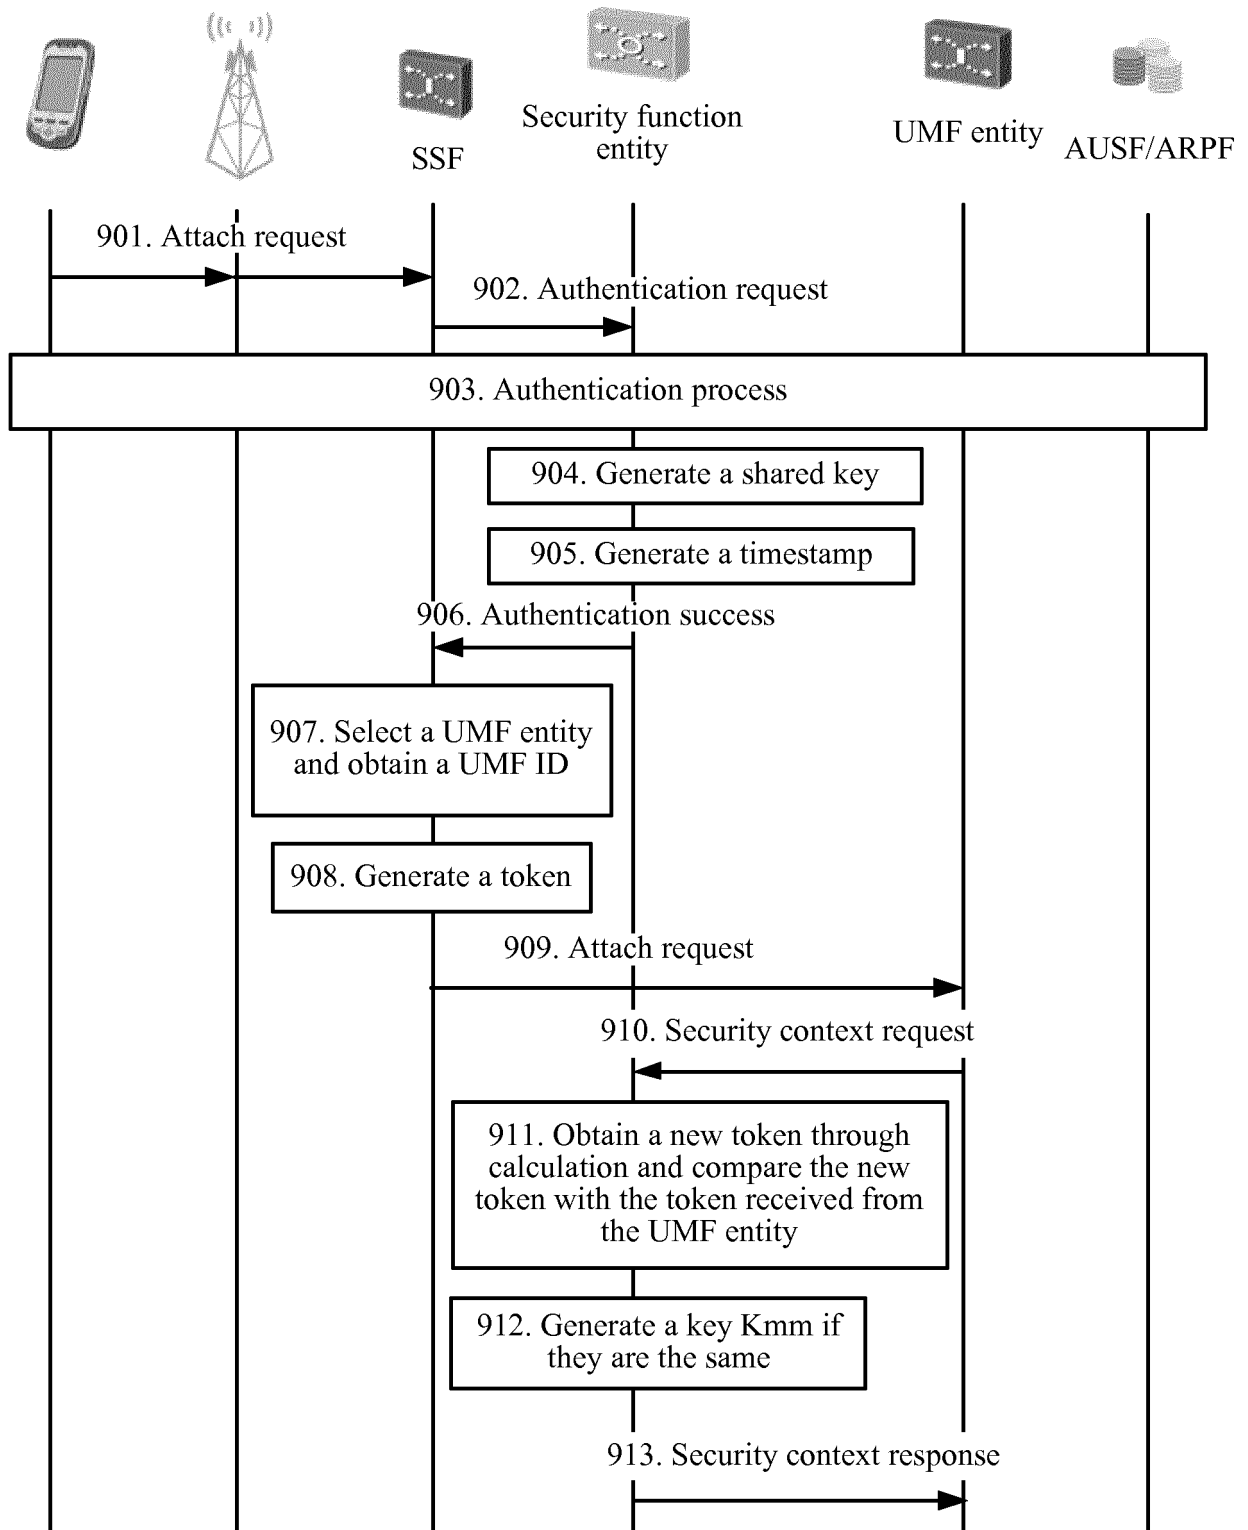 SSF
Security function
entity
UMF entity
AUSF/ARPF
901. Attach request
902. Authentication request
903. Authentication process
904. Generate a shared key
905. Generate a timestamp
906. Authentication success
907. Select a UMF entity
and obtain a UMF ID
908. Generate a token
909. Attach request
910. Security context request
911. Obtain a new token through
calculation and compare the new
token with the token received from
the UMF entity
912. Generate a key Kmm if
they are the same
913. Security context response